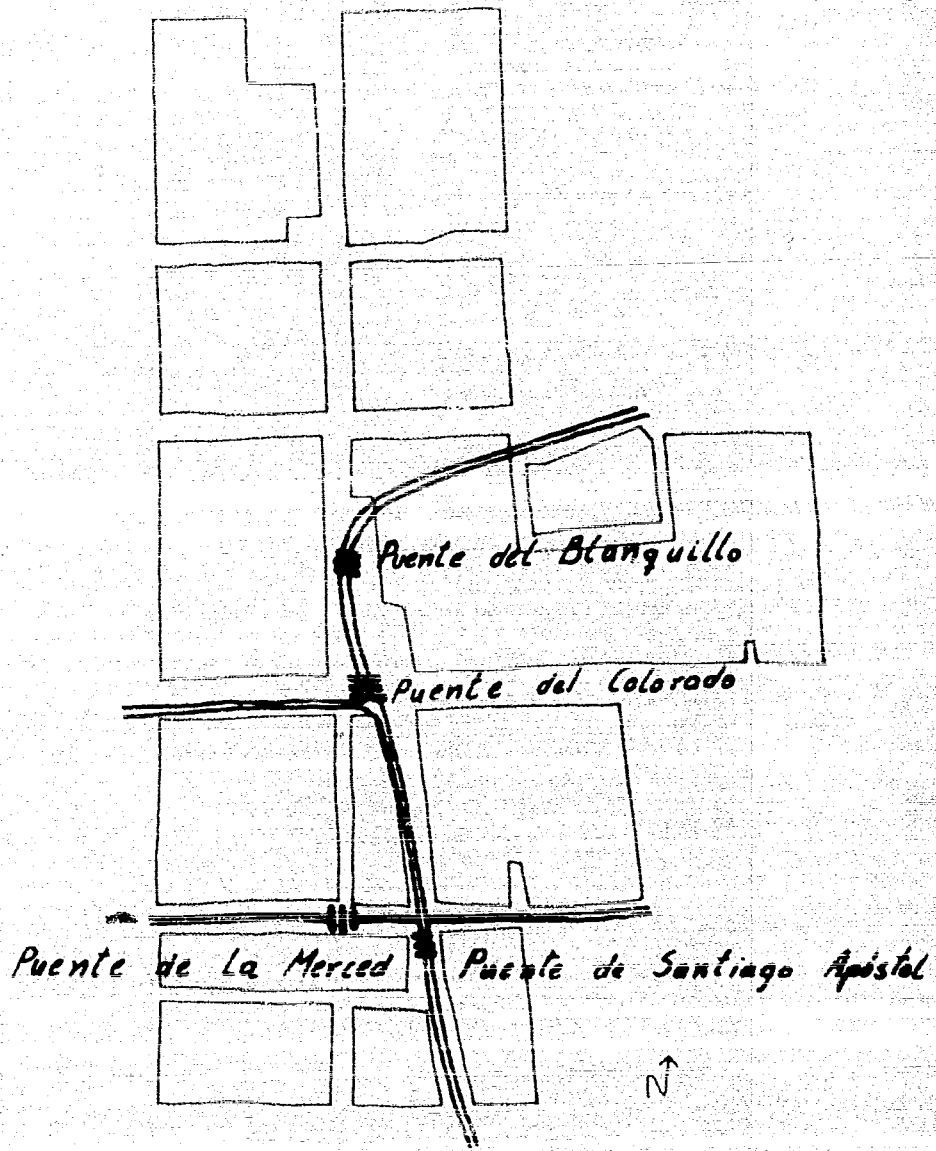 Puente del Blanquillo
Puente del Colorado
Puente de La Merced
Puente de Santiago Apóstol
N